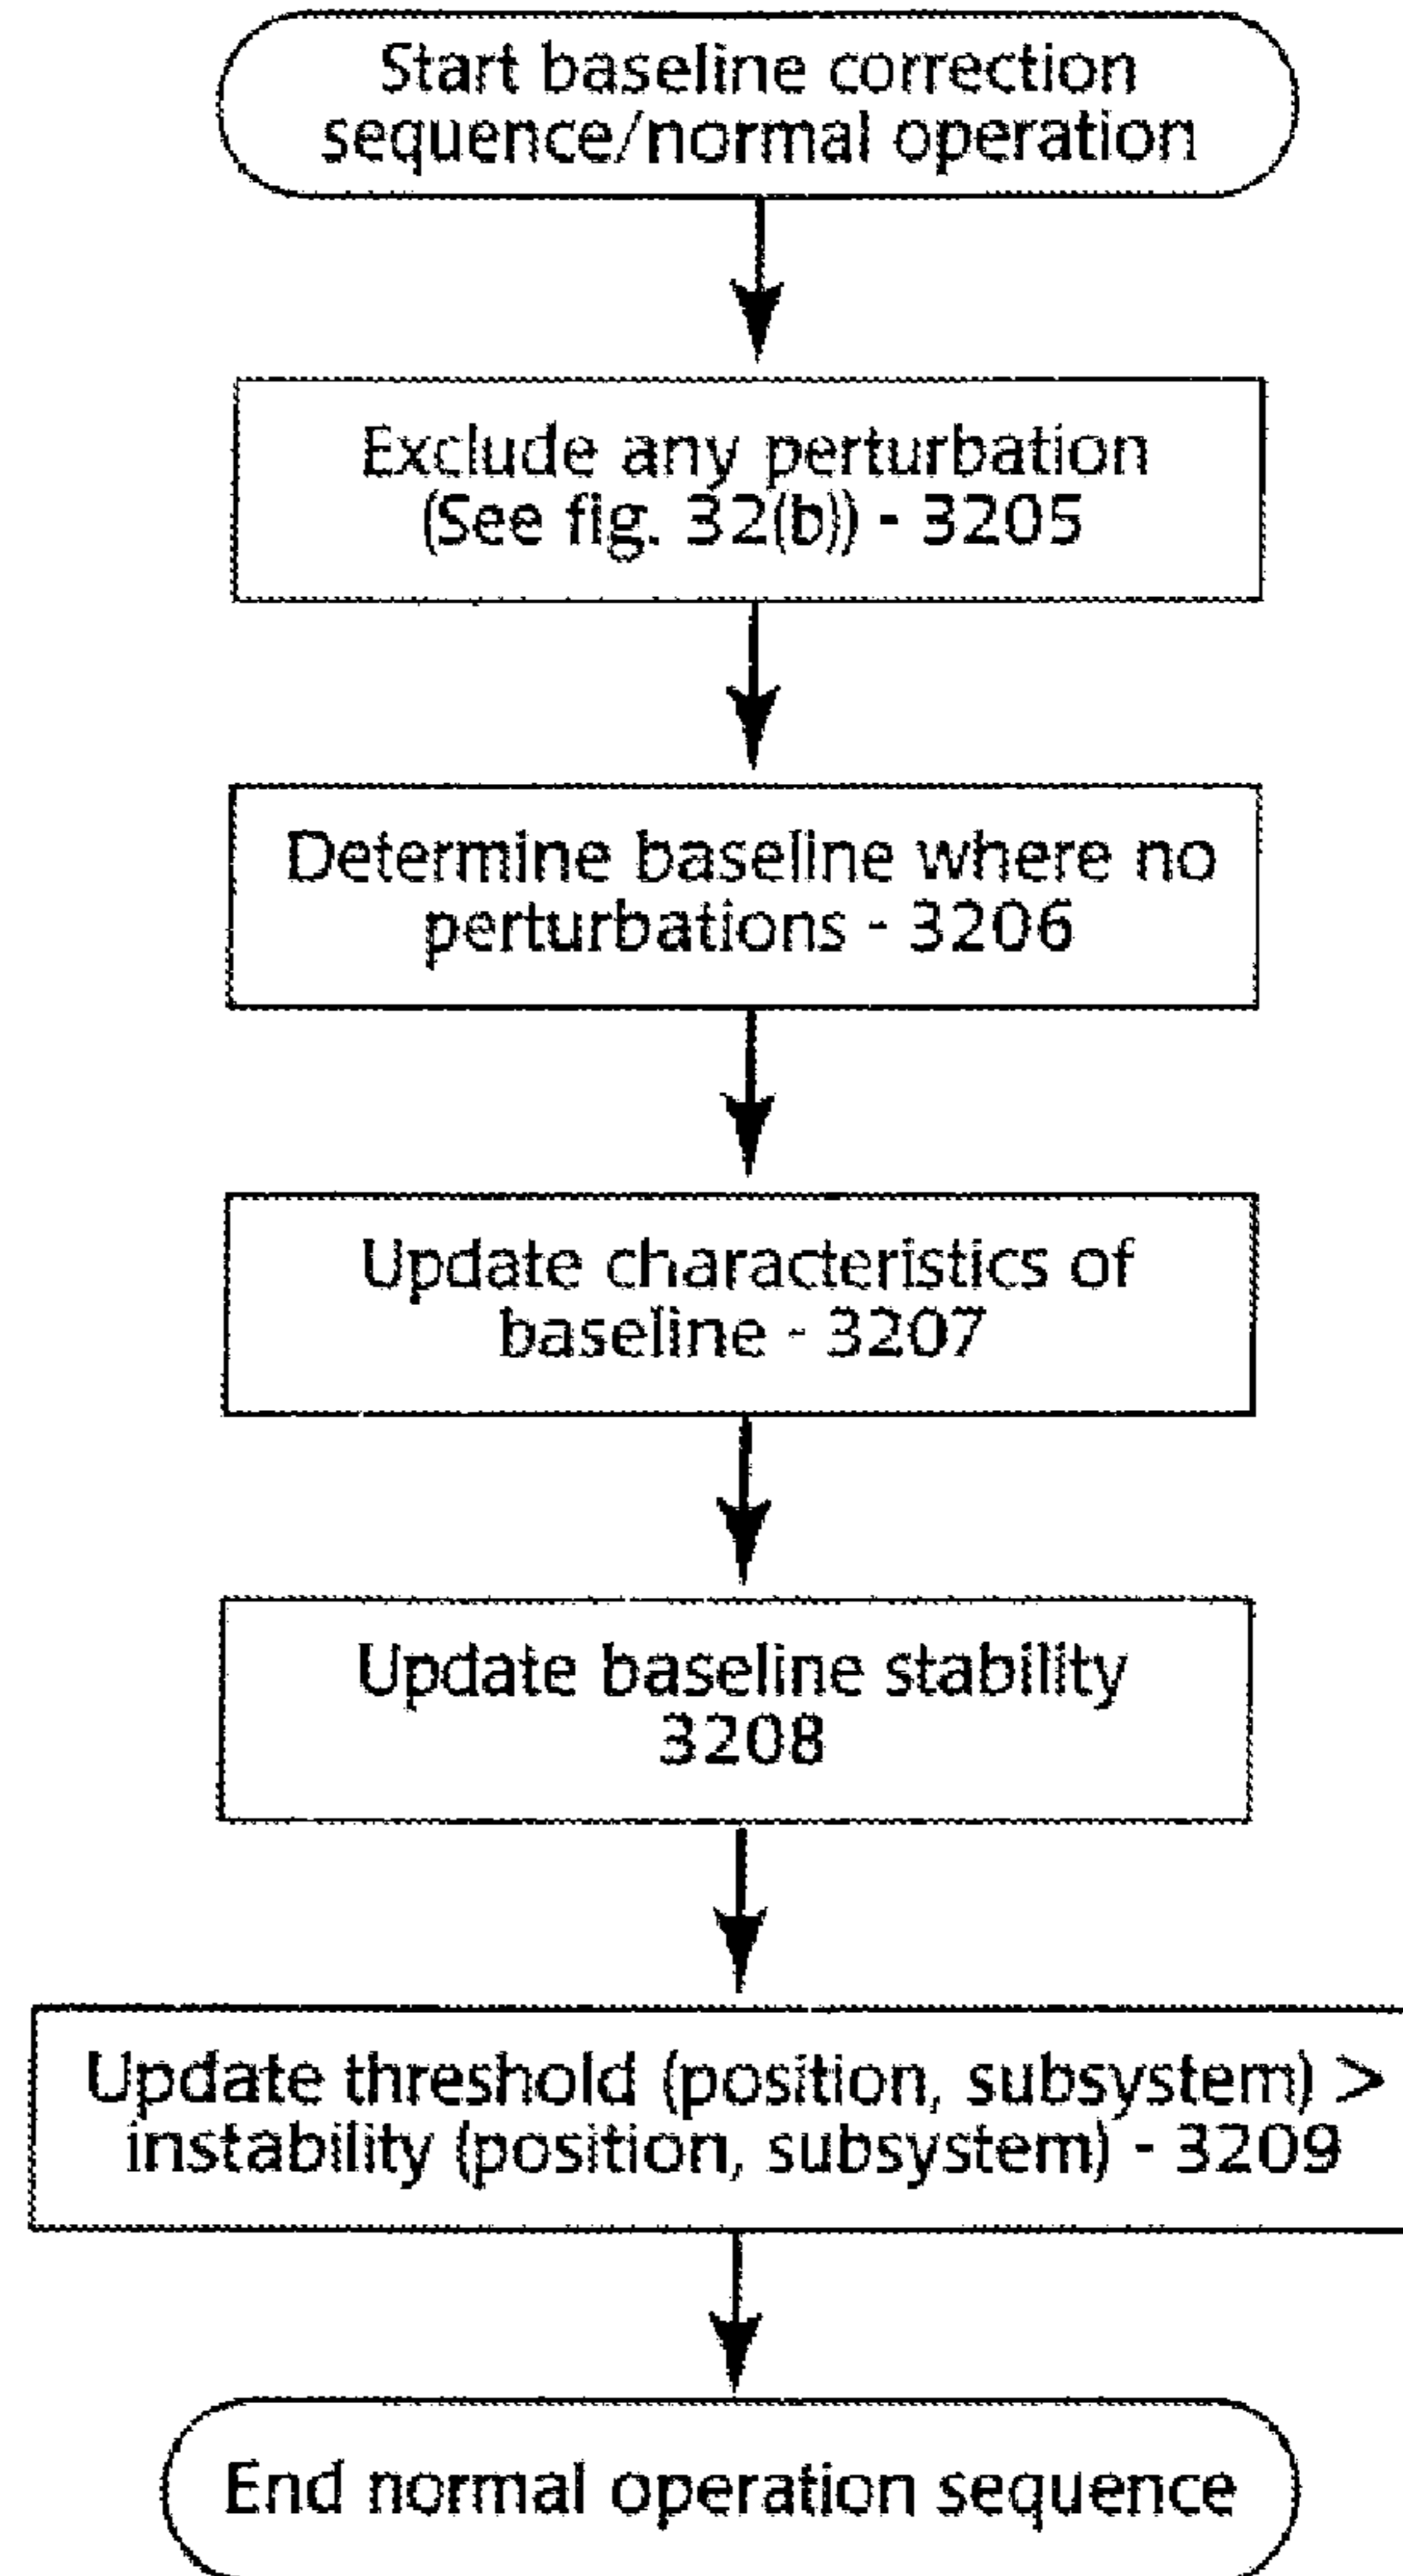 Start baseline correction
sequence/normal operation
Exclude any perturbation
(See fig. 32(b)) - 3205
Determine baseline where no
perturbations - 3206
Update characteristics of
baseline - 3207
Update baseline stability
3208
Update threshold (position, subsystem) >
instability (position, subsystem) - 3209
End normal operation sequence